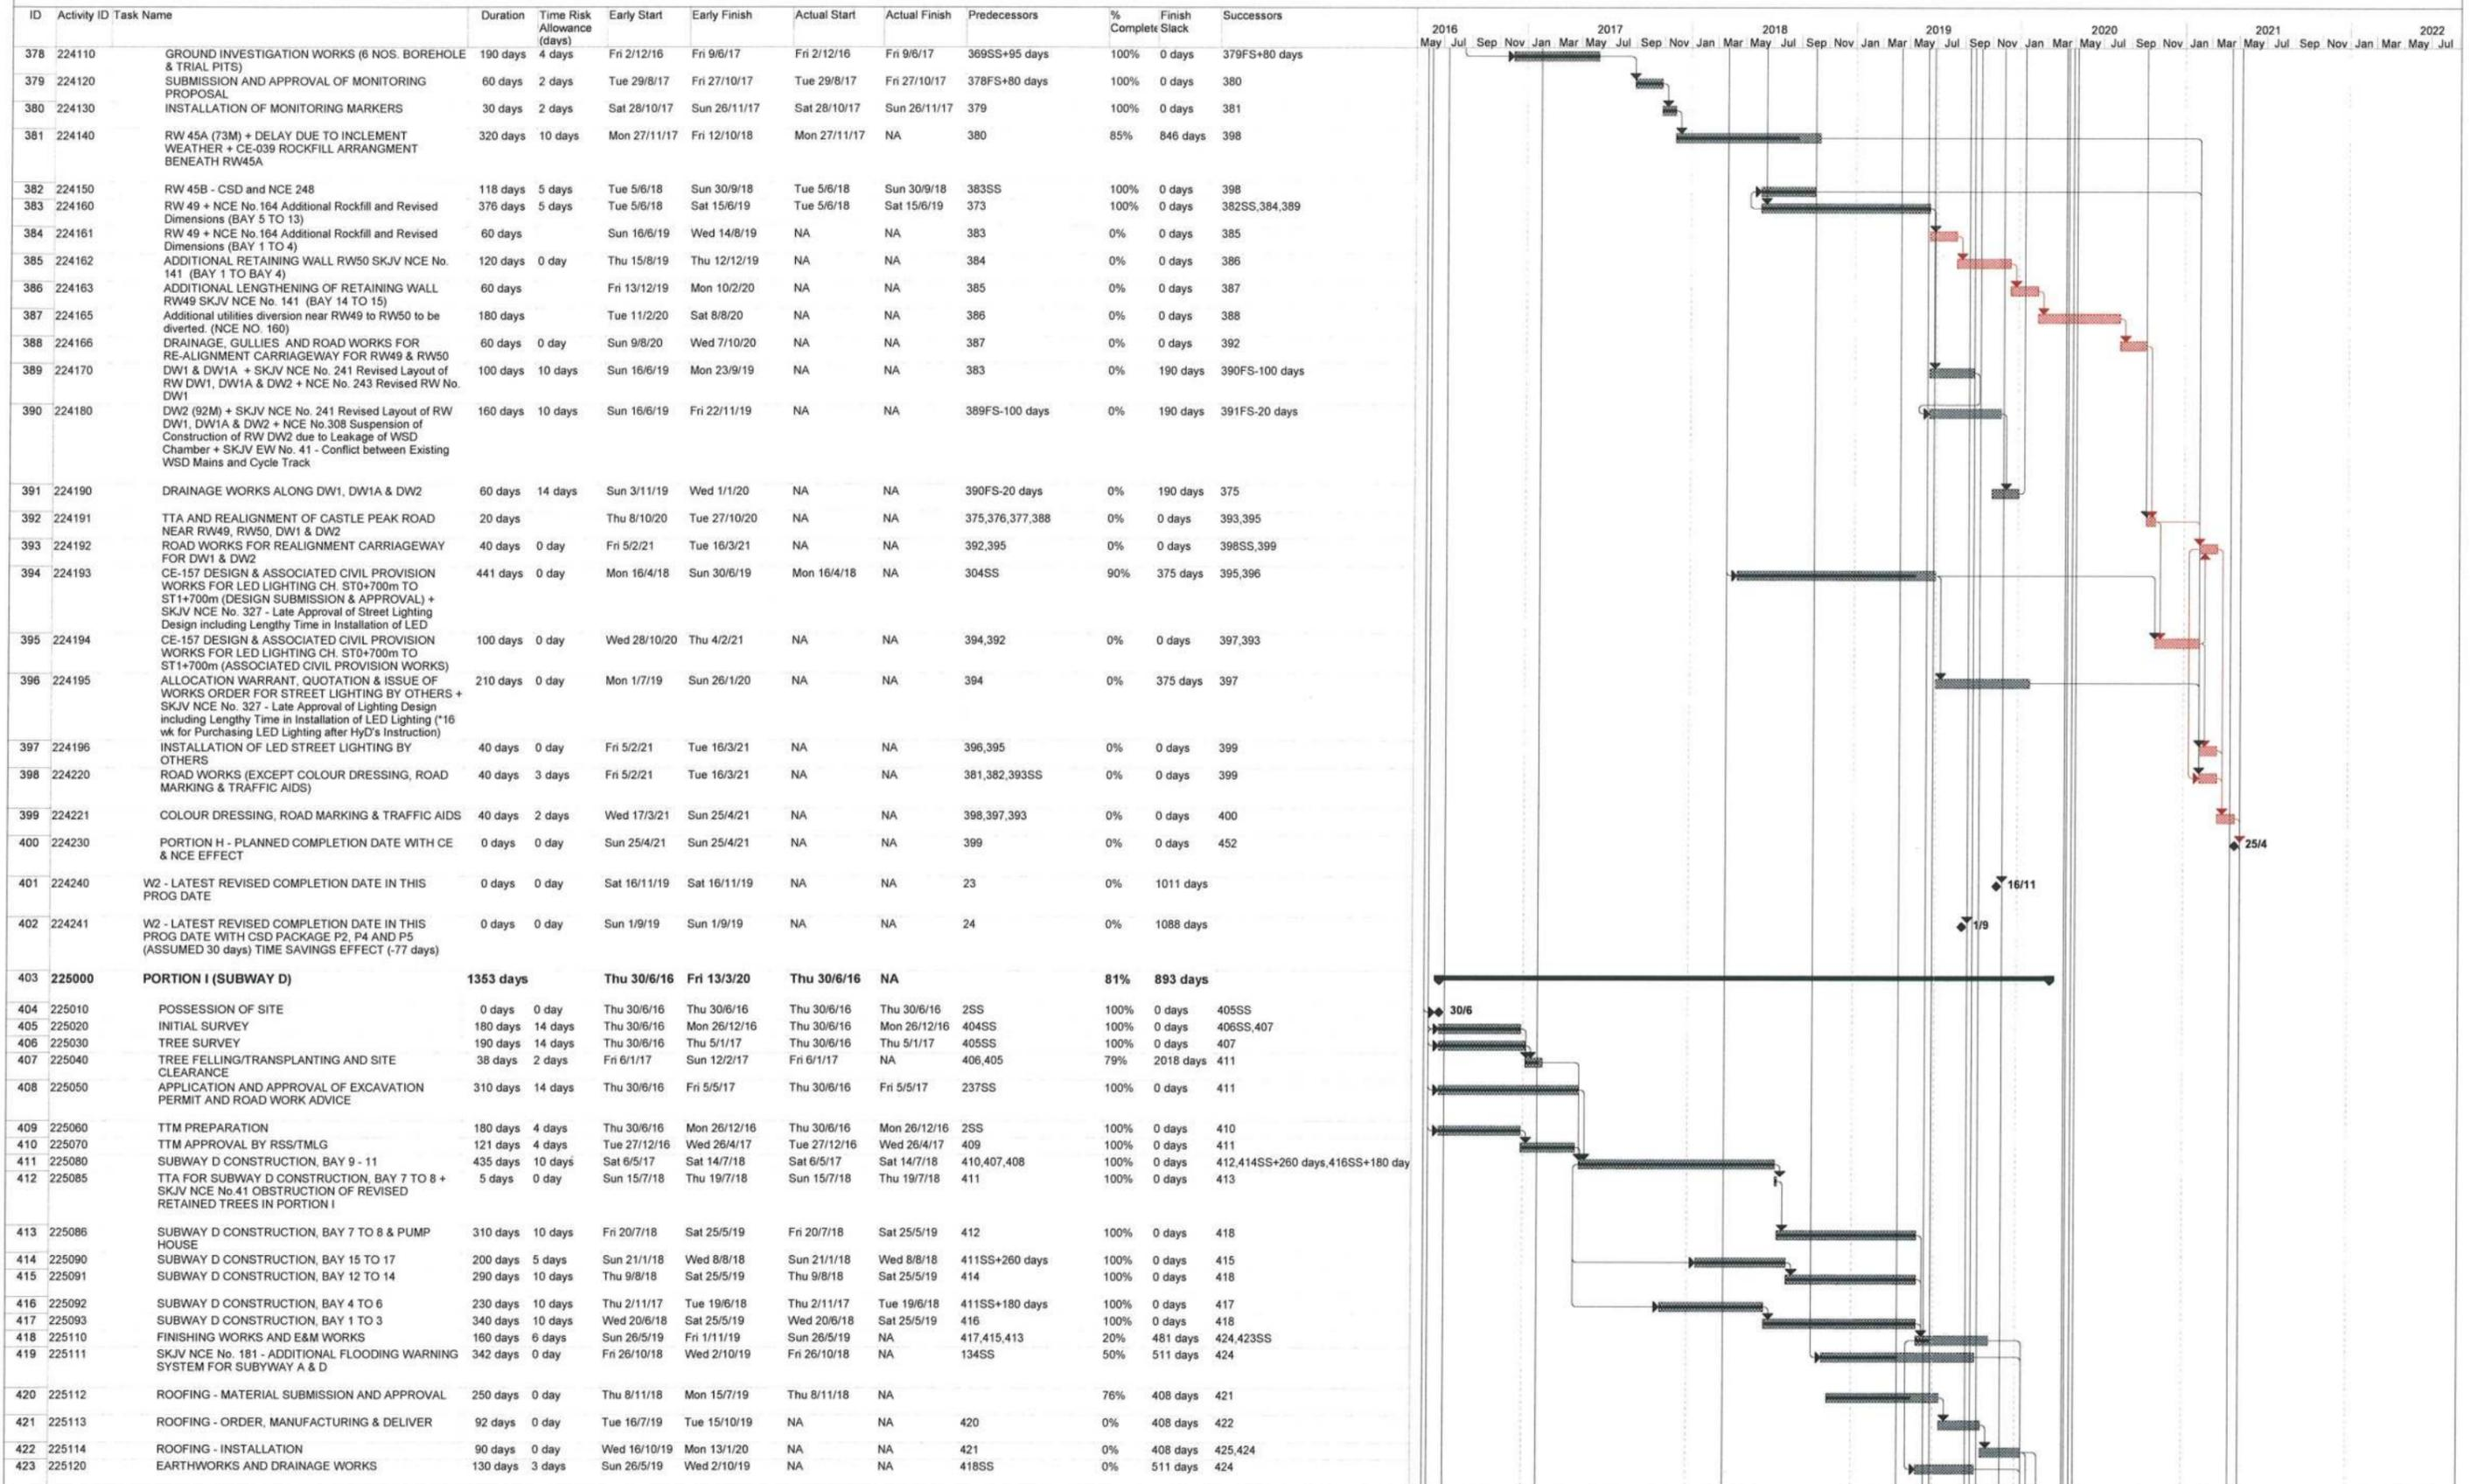 ID Activity ID Task Name Duration Time Risk Early Start Early Finish Actual Start Actual Finish Predecessors % Finish Successors
Allowance Complete Slack
(days)
2016 2017 2018 2019 2020 2021 2022
May Jul Sep Nov Jan Mar May Jul Sep Nov Jan Mar May Jul Sep Nov Jan Mar May Jul Sep Nov Jan Mar May Jul Sep Nov Jan Mar May Jul Sep Nov Jan Mar May Jul
378 224110 GROUND INVESTIGATION WORKS (6 NOS. BOREHOLE 190 days 4 days Fri 2/12/16 Fri 9/6/17 Fri 2/12/16 Fri 9/6/17 369SS+95 days 100% 0 days 379FS+80 days
& TRIAL PITS)
379 224120 SUBMISSION AND APPROVAL OF MONITORING 60 days 2 days Tue 29/8/17 Fri 27/10/17 Tue 29/8/17 Fri 27/10/17 378FS+80 days 100% 0 days 380
PROPOSAL
380 224130 INSTALLATION OF MONITORING MARKERS 30 days 2 days Sat 28/10/17 Sun 26/11/17 Sat 28/10/17 Sun 26/11/17 379 100% 0 days 381
381 224140 RW 45A (73M) + DELAY DUE TO INCLEMENT 320 days 10 days Mon 27/11/17 Fri 12/10/18 Mon 27/11/17 NA 380 85% 846 days 398
WEATHER + CE-039 ROCKFILL ARRANGMENT
BENEATH RW45A
382 224150 RW 45B - CSD and NCE 248 118 days 5 days Tue 5/6/18 Sun 30/9/18 Tue 5/6/18 Sun 30/9/18 383SS 100% 0 days 398
383 224160 RW 49 + NCE No.164 Additional Rockfill and Revised 376 days 5 days Tue 5/6/18 Sat 15/6/19 Tue 5/6/18 Sat 15/6/19 373 100% 0 days 382SS,384,389
Dimensions (BAY 5 TO 13)
384 224161 RW 49 + NCE No.164 Additional Rockfill and Revised 60 days Sun 16/6/19 Wed 14/8/19 NA NA 383 0% 0 days 385
Dimensions (BAY 1 TO 4)
385 224162 ADDITIONAL RETAINING WALL RW50 SKJV NCE No. 120 days 0 day Thu 15/8/19 Thu 12/12/19 NA NA 384 0% 0 days 386
141 (BAY 1 TO BAY 4)
386 224163 ADDITIONAL LENGTHENING OF RETAINING WALL 60 days Fri 13/12/19 Mon 10/2/20 NA NA 385 0% 0 days 387
RW49 SKJV NCE No. 141 (BAY 14 TO 15)
387 224165 Additional utilities diversion near RW49 to RW50 to be 180 days Tue 11/2/20 Sat 8/8/20 NA NA 386 0% 0 days 388
diverted. (NCE NO. 160)
388 224166 DRAINAGE, GULLIES AND ROAD WORKS FOR 60 days 0 day Sun 9/8/20 Wed 7/10/20 NA NA 387 0% 0 days 392
RE-ALIGNMENT CARRIAGEWAY FOR RW49 & RW50
389 224170 DW1 & DW1A + SKJV NCE No. 241 Revised Layout of 100 days 10 days Sun 16/6/19 Mon 23/9/19 NA NA 383 0% 190 days 390FS-100 days
RW DW1, DW1A & DW2 + NCE No. 243 Revised RW No.
DW1
390 224180 DW2 (92M) + SKJV NCE No. 241 Revised Layout of RW 160 days 10 days Sun 16/6/19 Fri 22/11/19 NA NA 389FS-100 days 0% 190 days 391FS-20 days
DW1, DW1A & DW2 + NCE No.308 Suspension of
Construction of RW DW2 due to Leakage of WSD
Chamber + SKJV EW No. 41 - Conflict between Existing
WSD Mains and Cycle Track
391 224190 DRAINAGE WORKS ALONG DW1, DW1A & DW2 60 days 14 days Sun 3/11/19 Wed 1/1/20 NA NA 390FS-20 days 0% 190 days 375
392 224191 TTA AND REALIGNMENT OF CASTLE PEAK ROAD 20 days Thu 8/10/20 Tue 27/10/20 NA NA 375,376,377,388 0% 0 days 393,395
NEAR RW49, RW50, DW1 & DW2
393 224192 ROAD WORKS FOR REALIGNMENT CARRIAGEWAY 40 days 0 day Fri 5/2/21 Tue 16/3/21 NA NA 392,395 0% 0 days 398SS,399
FOR DW1 & DW2
394 224193 CE-157 DESIGN & ASSOCIATED CIVIL PROVISION 441 days 0 day Mon 16/4/18 Sun 30/6/19 Mon 16/4/18 NA 304SS 90% 375 days 395,396
WORKS FOR LED LIGHTING CH. ST0+700m TO
ST1+700m (DESIGN SUBMISSION & APPROVAL) +
SKJV NCE No. 327 - Late Approval of Street Lighting
Design including Lengthy Time in Installation of LED
395 224194 CE-157 DESIGN & ASSOCIATED CIVIL PROVISION 100 days 0 day Wed 28/10/20 Thu 4/2/21 NA NA 394,392 0% 0 days 397,393
WORKS FOR LED LIGHTING CH. ST0+700m TO
ST1+700m (ASSOCIATED CIVIL PROVISION WORKS)
396 224195 ALLOCATION WARRANT, QUOTATION & ISSUE OF 210 days 0 day Mon 1/7/19 Sun 26/1/20 NA NA 394 0% 375 days 397
WORKS ORDER FOR STREET LIGHTING BY OTHERS +
SKJV NCE No. 327 - Late Approval of Lighting Design
including Lengthy Time in Installation of LED Lighting (*16
wk for Purchasing LED Lighting after HyD's Instruction)
397 224196 INSTALLATION OF LED STREET LIGHTING BY 40 days 0 day Fri 5/2/21 Tue 16/3/21 NA NA 396,395 0% 0 days 399
OTHERS
398 224220 ROAD WORKS (EXCEPT COLOUR DRESSING, ROAD 40 days 3 days Fri 5/2/21 Tue 16/3/21 NA NA 381,382,393SS 0% 0 days 399
MARKING & TRAFFIC AIDS)
399 224221 COLOUR DRESSING, ROAD MARKING & TRAFFIC AIDS 40 days 2 days Wed 17/3/21 Sun 25/4/21 NA NA 398,397,393 0% 0 days 400
400 224230 PORTION H - PLANNED COMPLETION DATE WITH CE 0 days 0 day Sun 25/4/21 Sun 25/4/21 NA NA 399 0% 0 days 452 25/4
& NCE EFFECT
401 224240 W2 - LATEST REVISED COMPLETION DATE IN THIS 0 days 0 day Sat 16/11/19 Sat 16/11/19 NA NA 23 0% 1011 days 16/11
PROG DATE
402 224241 W2 - LATEST REVISED COMPLETION DATE IN THIS 0 days 0 day Sun 1/9/19 Sun 1/9/19 NA NA 24 0% 1088 days 1/9
PROG DATE WITH CSD PACKAGE P2, P4 AND P5
(ASSUMED 30 days) TIME SAVINGS EFFECT (-77 days)
403 225000 PORTION I (SUBWAY D) 1353 days Thu 30/6/16 Fri 13/3/20 Thu 30/6/16 NA 81% 893 days
404 225010 POSSESSION OF SITE 0 days 0 day Thu 30/6/16 Thu 30/6/16 Thu 30/6/16 Thu 30/6/16 2SS 100% 0 days 405SS 30/6
405 225020 INITIAL SURVEY 180 days 14 days Thu 30/6/16 Mon 26/12/16 Thu 30/6/16 Mon 26/12/16 404SS 100% 0 days 406SS,407
406 225030 TREE SURVEY 190 days 14 days Thu 30/6/16 Thu 5/1/17 Thu 30/6/16 Thu 5/1/17 405SS 100% 0 days 407
407 225040 TREE FELLING/TRANSPLANTING AND SITE 38 days 2 days Fri 6/1/17 Sun 12/2/17 Fri 6/1/17 NA 406,405 79% 2018 days 411
CLEARANCE
408 225050 APPLICATION AND APPROVAL OF EXCAVATION 310 days 14 days Thu 30/6/16 Fri 5/5/17 Thu 30/6/16 Fri 5/5/17 237SS 100% 0 days 411
PERMIT AND ROAD WORK ADVICE
409 225060 TTM PREPARATION 180 days 4 days Thu 30/6/16 Mon 26/12/16 Thu 30/6/16 Mon 26/12/16 2SS 100% 0 days 410
410 225070 TTM APPROVAL BY RSS/TMLG 121 days 4 days Tue 27/12/16 Wed 26/4/17 Tue 27/12/16 Wed 26/4/17 409 100% 0 days 411
411 225080 SUBWAY D CONSTRUCTION, BAY 9 - 11 435 days 10 days Sat 6/5/17 Sat 14/7/18 Sat 6/5/17 Sat 14/7/18 410,407,408 100% 0 days 412,414SS+260 days,416SS+180 day
412 225085 TTA FOR SUBWAY D CONSTRUCTION, BAY 7 TO 8 + 5 days 0 day Sun 15/7/18 Thu 19/7/18 Sun 15/7/18 Thu 19/7/18 411 100% 0 days 413
SKJV NCE No.41 OBSTRUCTION OF REVISED
RETAINED TREES IN PORTION I
413 225086 SUBWAY D CONSTRUCTION, BAY 7 TO 8 & PUMP 310 days 10 days Fri 20/7/18 Sat 25/5/19 Fri 20/7/18 Sat 25/5/19 412 100% 0 days 418
HOUSE
414 225090 SUBWAY D CONSTRUCTION, BAY 15 TO 17 200 days 5 days Sun 21/1/18 Wed 8/8/18 Sun 21/1/18 Wed 8/8/18 411SS+260 days 100% 0 days 415
415 225091 SUBWAY D CONSTRUCTION, BAY 12 TO 14 290 days 10 days Thu 9/8/18 Sat 25/5/19 Thu 9/8/18 Sat 25/5/19 414 100% 0 days 418
416 225092 SUBWAY D CONSTRUCTION, BAY 4 TO 6 230 days 10 days Thu 2/11/17 Tue 19/6/18 Thu 2/11/17 Tue 19/6/18 411SS+180 days 100% 0 days 417
417 225093 SUBWAY D CONSTRUCTION, BAY 1 TO 3 340 days 10 days Wed 20/6/18 Sat 25/5/19 Wed 20/6/18 Sat 25/5/19 416 100% 0 days 418
418 225110 FINISHING WORKS AND E&M WORKS 160 days 6 days Sun 26/5/19 Fri 1/11/19 Sun 26/5/19 NA 417,415,413 20% 481 days 424,423SS
419 225111 SKJV NCE No. 181 - ADDITIONAL FLOODING WARNING 342 days 0 day Fri 26/10/18 Wed 2/10/19 Fri 26/10/18 NA 134SS 50% 511 days 424
SYSTEM FOR SUBYWAY A & D
420 225112 ROOFING - MATERIAL SUBMISSION AND APPROVAL 250 days 0 day Thu 8/11/18 Mon 15/7/19 Thu 8/11/18 NA 76% 408 days 421
421 225113 ROOFING - ORDER, MANUFACTURING & DELIVER 92 days 0 day Tue 16/7/19 Tue 15/10/19 NA NA 420 0% 408 days 422
422 225114 ROOFING - INSTALLATION 90 days 0 day Wed 16/10/19 Mon 13/1/20 NA NA 421 0% 408 days 425,424
423 225120 EARTHWORKS AND DRAINAGE WORKS 130 days 3 days Sun 26/5/19 Wed 2/10/19 NA NA 418SS 0% 511 days 424